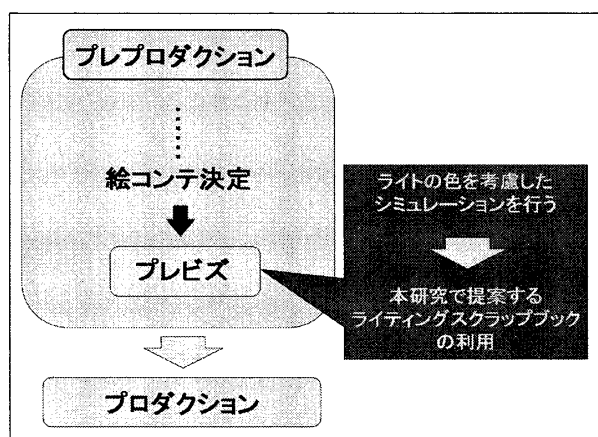 プレプロダクション
絵コンテ決定
プレビズ
プロダクション
ライトの色を考慮した
シミュレーションを行う
本研究で提案する
ライティングスクラップブック
の利用